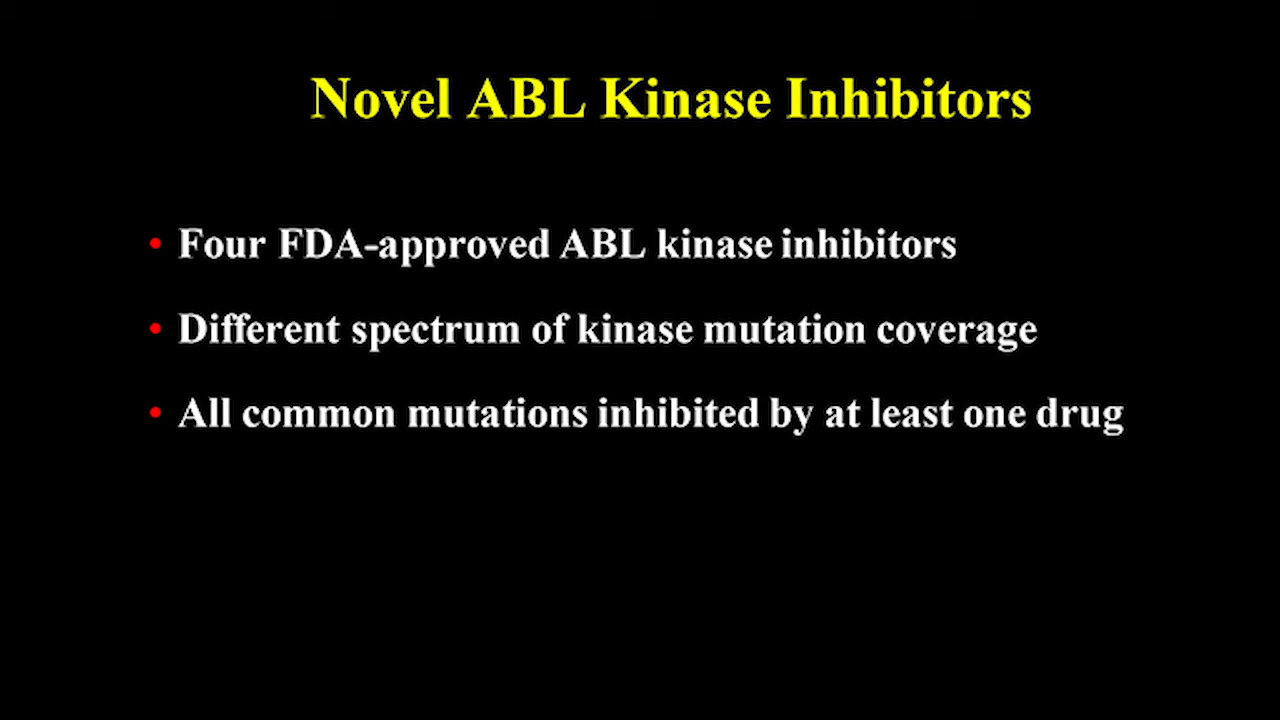 Novel ABL Kinase Inhibitors
• Four FDA-approved ABL kinase inhibitors
• Different spectrum of kinase mutation coverage
• All common mutations inhibited by at least one drug